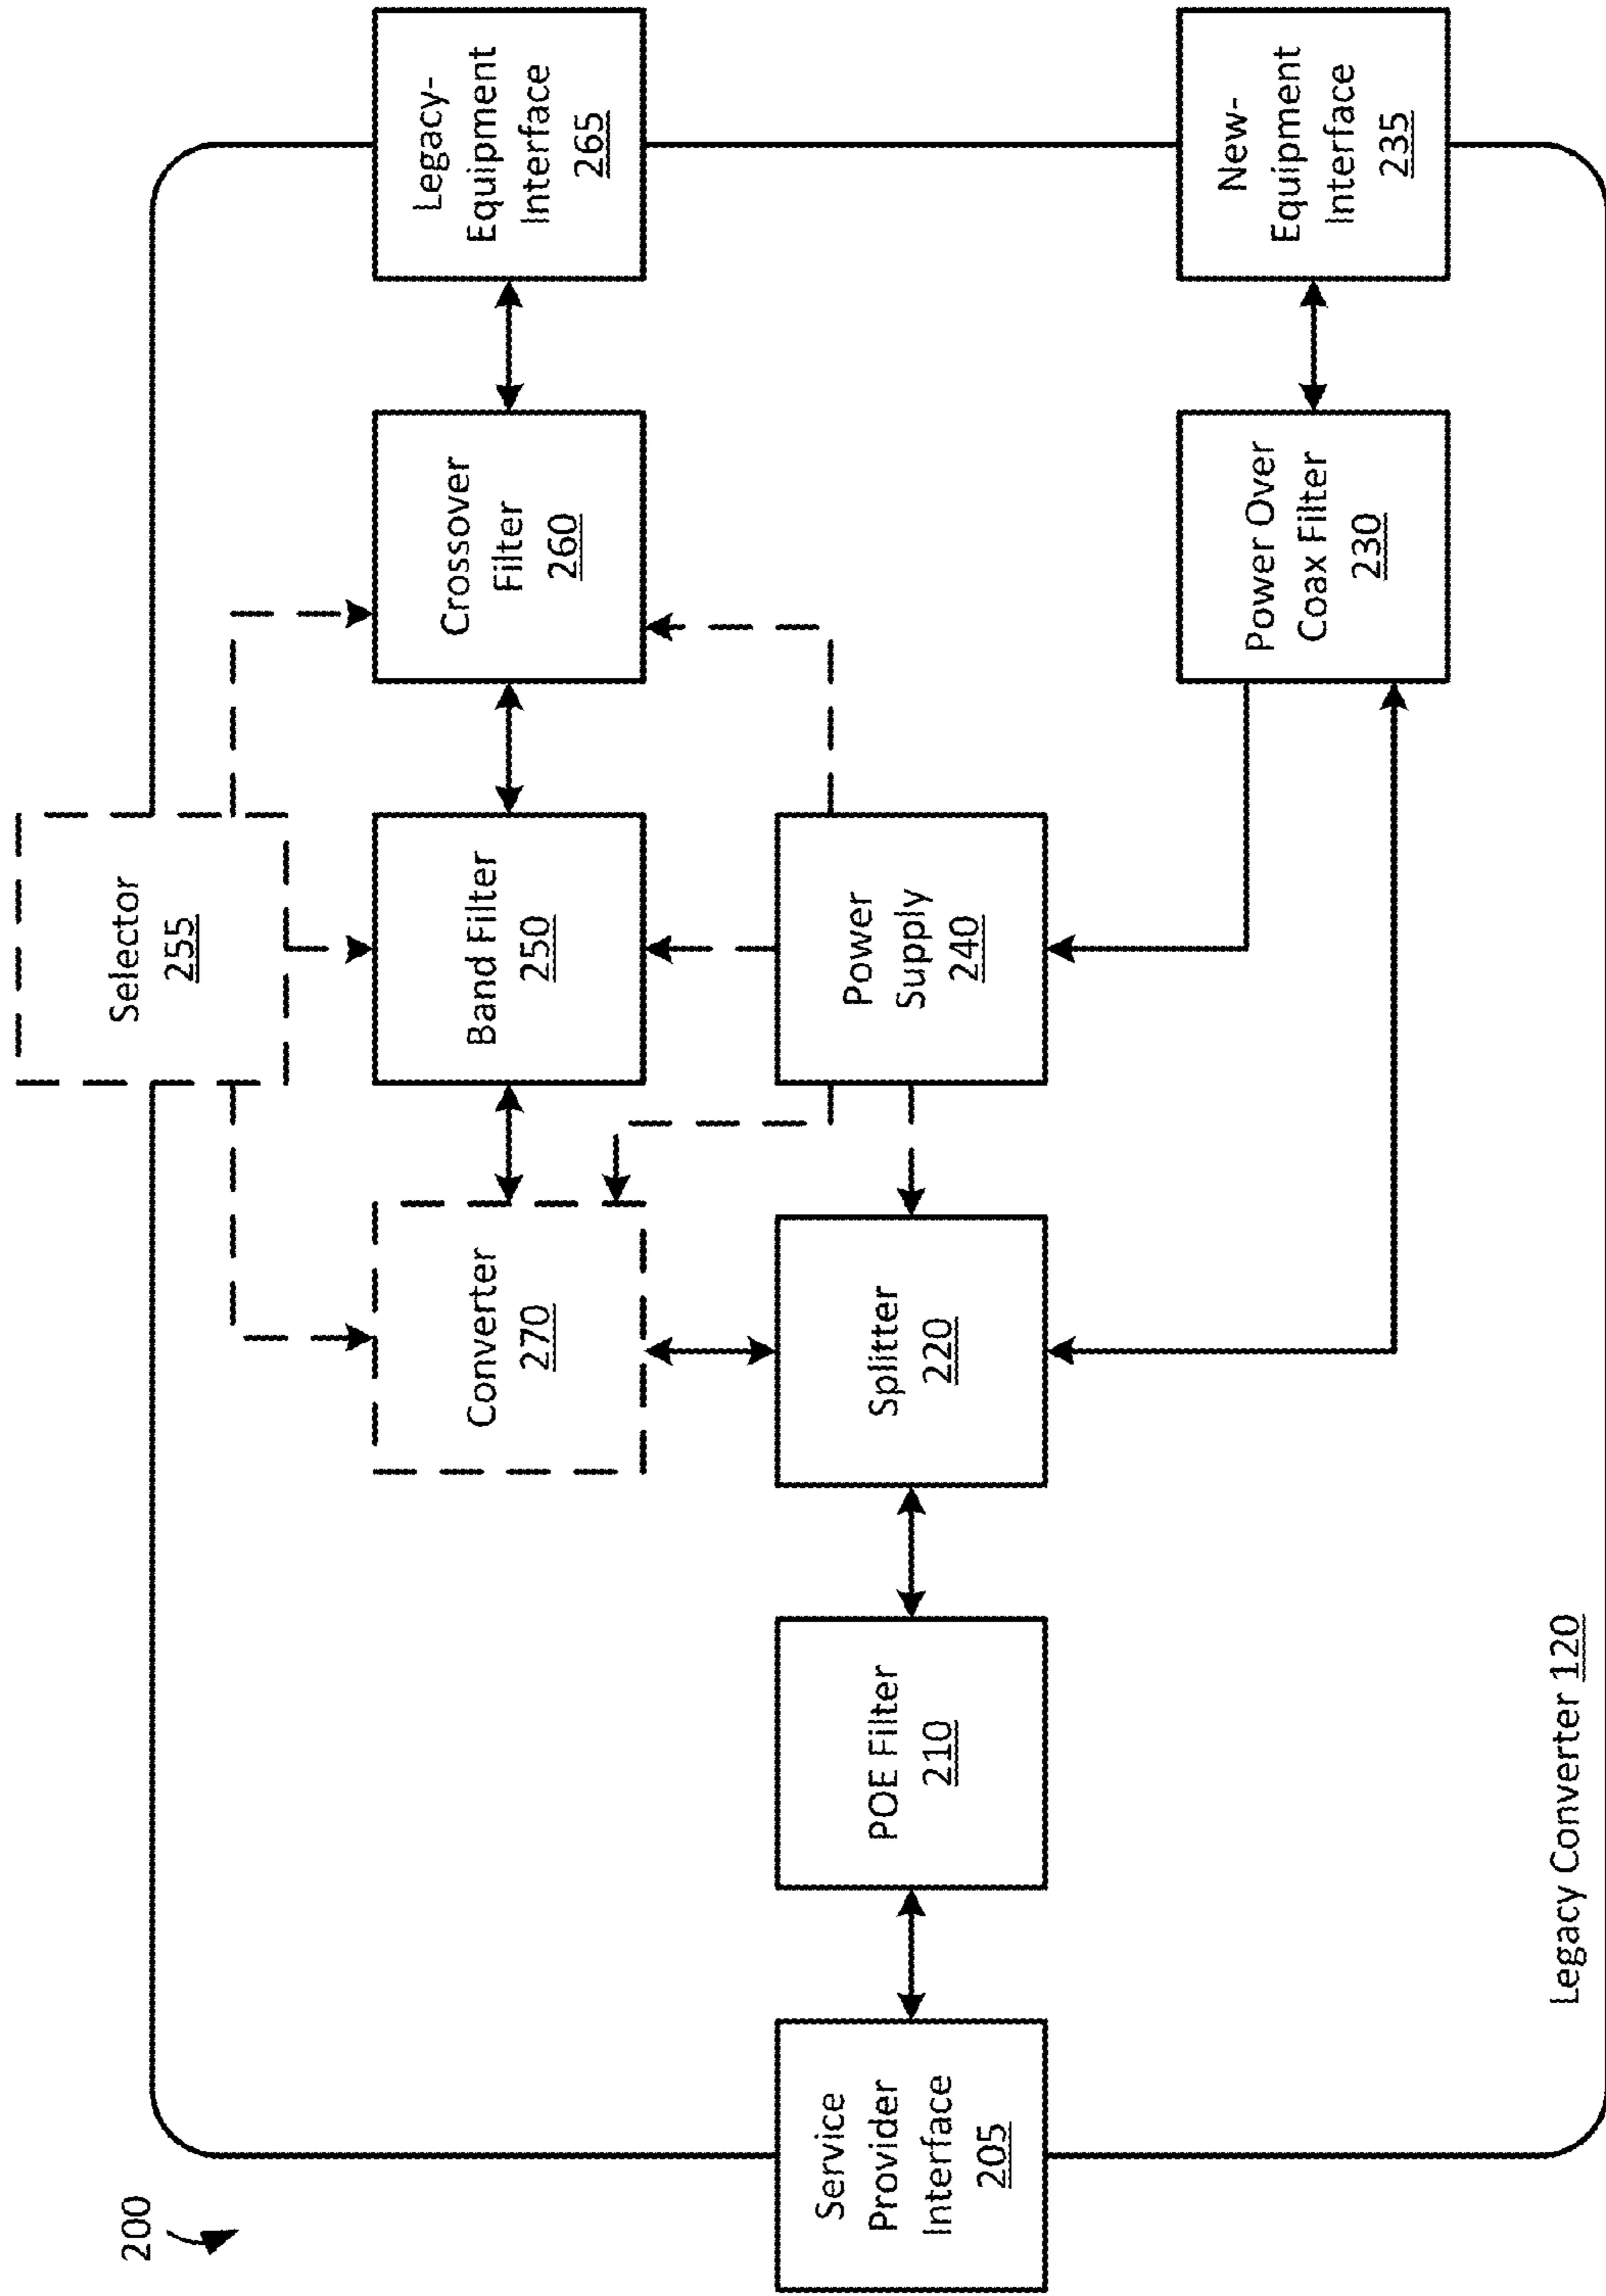 200
Selector
255
Legacy-
Equipment
Interface
265
Crossover
Filter
260
Band Filter
250
Converter
270
Service
Provider
Interface
205
POE Filter
210
Splitter
220
Power
Supply
240
Power Over
Coax Filter
230
New-
Equipment
Interface
235
Legacy Converter 120